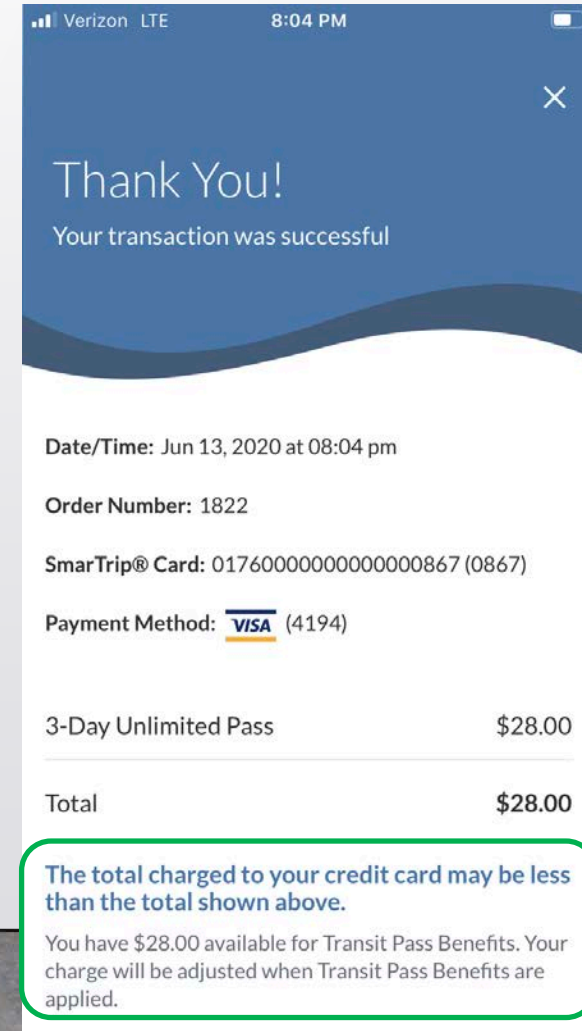 Verizon LTE 8:04 PM
Thank You!
Your transaction was successful
Date/Time: Jun 13, 2020 at 08:04 pm
Order Number: 1822
SmarTrip® Card: 01760000000000000867 (0867)
Payment Method: VISA (4194)
3-Day Unlimited Pass $28.00
Total $28.00
The total charged to your credit card may be less
than the total shown above.
You have $28.00 available for Transit Pass Benefits. Your
charge will be adjusted when Transit Pass Benefits are
applied.